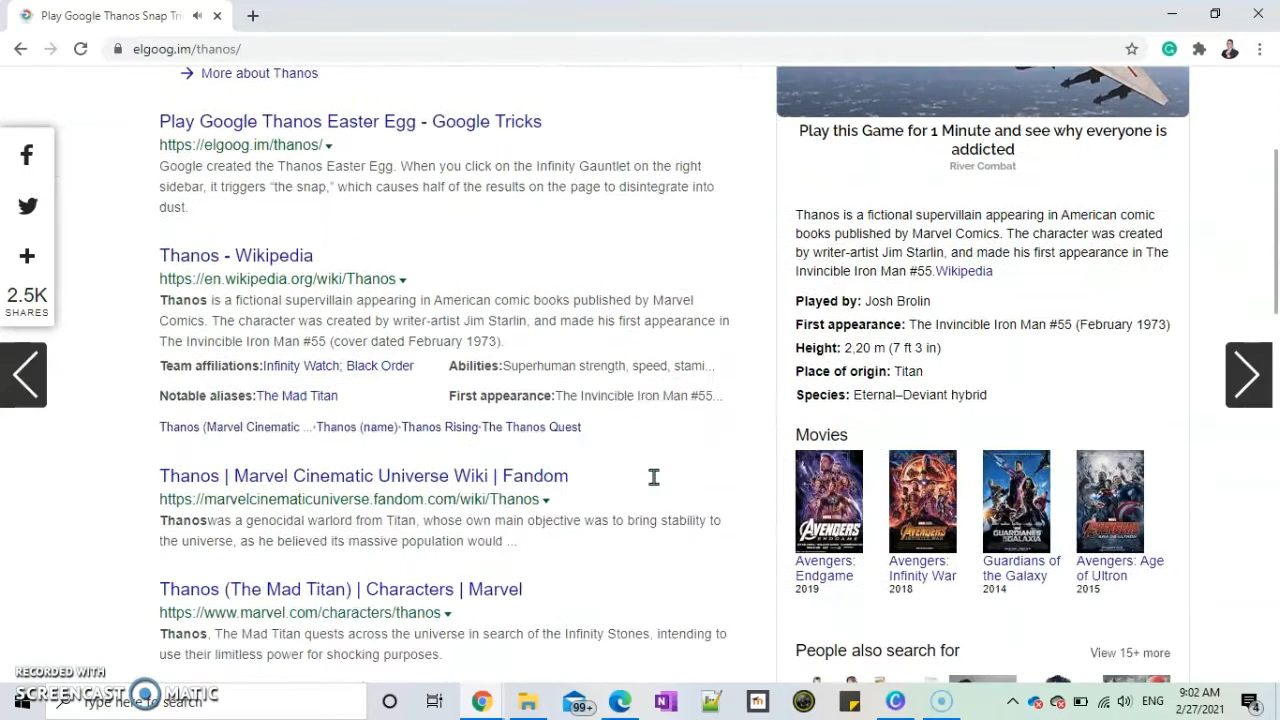 Play Google Thanos Snap Tr
elgoog.im/thanos/
More about Thanos
Play Google Thanos Easter Egg - Google Tricks
https://elgoog.im/thanos/
Google created the Thanos Easter Egg. When you click on the Infinity Gauntlet on the right
sidebar, it triggers “the snap,” which causes half of the results on the page to disintegrate into
dust.
Thanos - Wikipedia
https://en.wikipedia.org/wiki/Thanos
Thanos is a fictional supervillain appearing in American comic books published by Marvel
Comics. The character was created by writer-artist Jim Starlin, and made his first appearance in
The Invincible Iron Man #55 (cover dated February 1973).
Team affiliations:Infinity Watch; Black Order
Abilities:Superhuman strength, speed, stami...
Notable aliases:The Mad Titan
First appearance:The Invincible Iron Man #55...
Thanos (Marvel Cinematic ...·Thanos (name)·Thanos Rising·The Thanos Quest
Thanos | Marvel Cinematic Universe Wiki | Fandom
https://marvelcinematicuniverse.fandom.com/wiki/Thanos
Thanoswas a genocidal warlord from Titan, whose own main objective was to bring stability to
the universe, as he believed its massive population would ...
Thanos (The Mad Titan) | Characters | Marvel
https://www.marvel.com/characters/thanos
Thanos, The Mad Titan quests across the universe in search of the Infinity Stones, intending to
use their limitless power for shocking purposes.
2.5K
SHARES
Play this Game for 1 Minute and see why everyone is
addicted
River Combat
Thanos is a fictional supervillain appearing in American comic
books published by Marvel Comics. The character was created
by writer-artist Jim Starlin, and made his first appearance in The
Invincible Iron Man #55.Wikipedia
Played by: Josh Brolin
First appearance: The Invincible Iron Man #55 (February 1973)
Height: 2,20 m (7 ft 3 in)
Place of origin: Titan
Species: Eternal–Deviant hybrid
Movies
AVENGERS
AVENGERS
GUARDIANS
GALAXY
AVENGERS
Avengers:
Endgame
2019
Avengers:
Infinity War
2018
Guardians of
the Galaxy
2014
Avengers: Age
of Ultron
2015
People also search for
View 15+ more
RECORDED WITH
SCREENCAST MATIC
Type here to search
99+
ENG
9:02 AM
2/27/2021
4